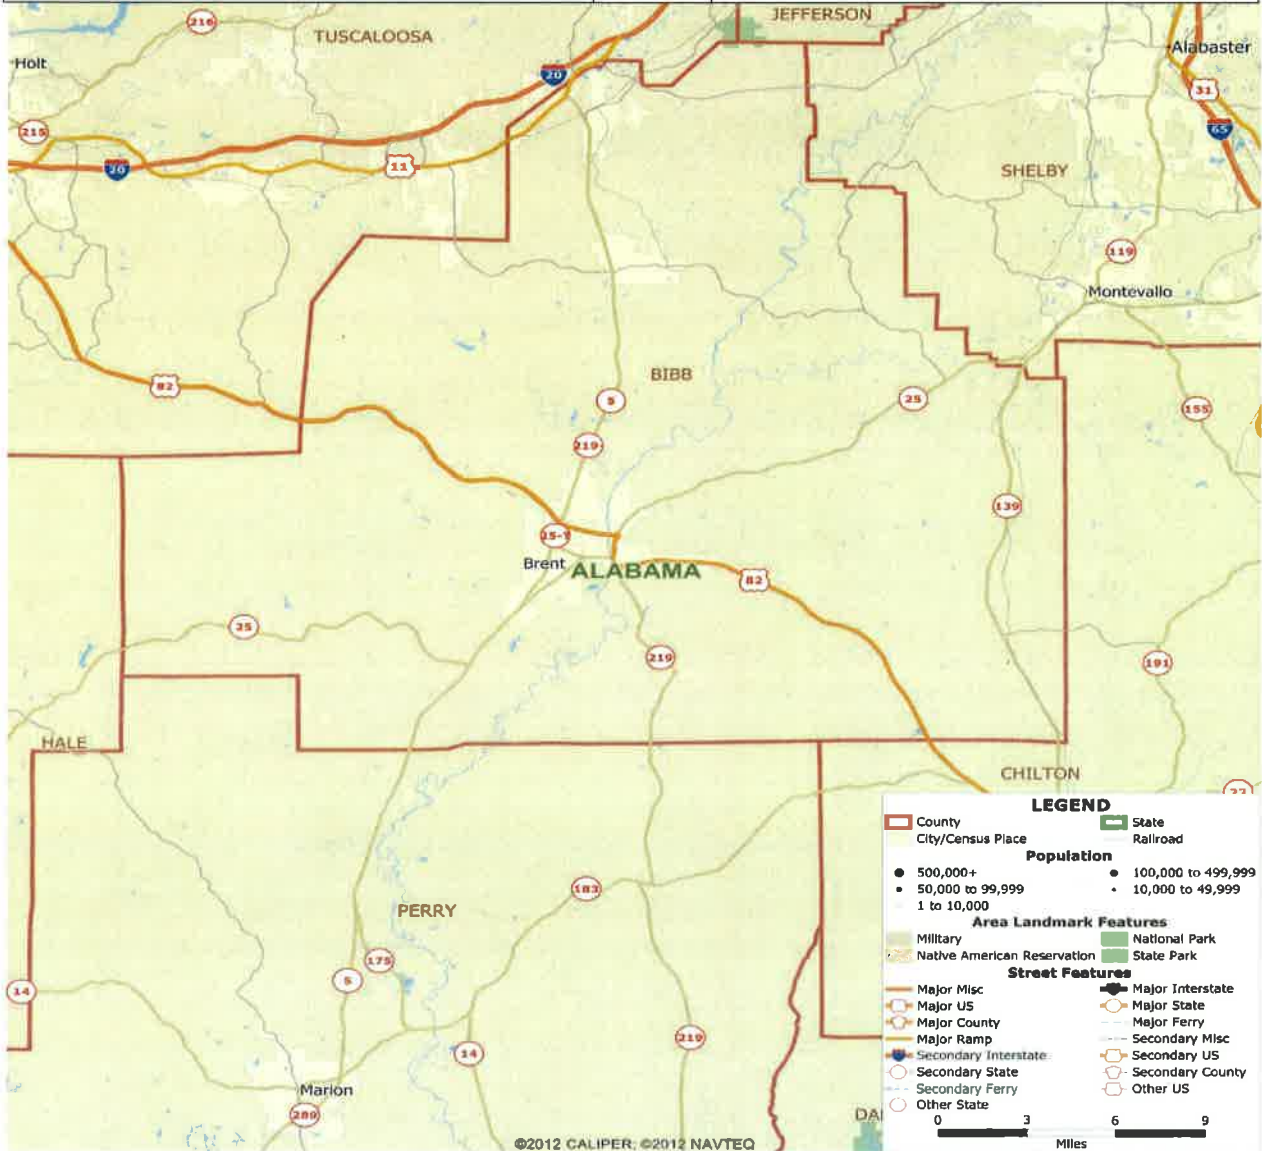 JEFFERSON
216
TUSCALOOSA
Alabaster
Holt
20
31
215
65
20
11
SHELBY
119
Montevallo
BIBB
82
5
25
155
219
139
Brent
ALABAMA
82
25
219
191
HALE
CHILTON
LEGEND
County
State
City/Census Place
Railroad
Population
500,000+
100,000 to 499,999
50,000 to 99,999
10,000 to 49,999
1 to 10,000
Area Landmark Features
Military
National Park
Native American Reservation
State Park
Street Features
Major Misc
Major Interstate
Major US
Major State
Major County
Major Ferry
Major Ramp
Secondary Misc
Secondary Interstate
Secondary US
Secondary State
Secondary County
Secondary Ferry
Other US
Other State
0 3 6 9
Miles
183
PERRY
175
5
14
219
14
Marion
289
DA
©2012 CALIPER; ©2012 NAVTEQ